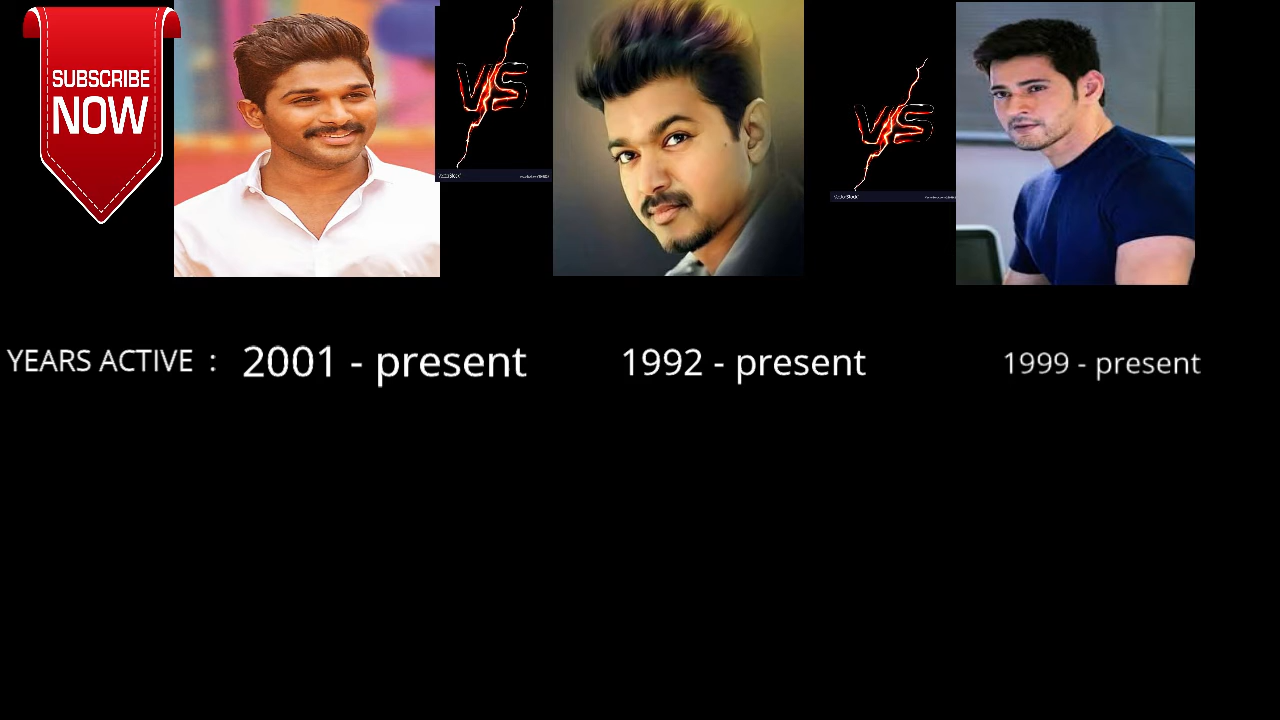 SUBSCRIBE
NOW
VS
VS
YEARS ACTIVE : 2001 - present 1992 - present 1999 - present